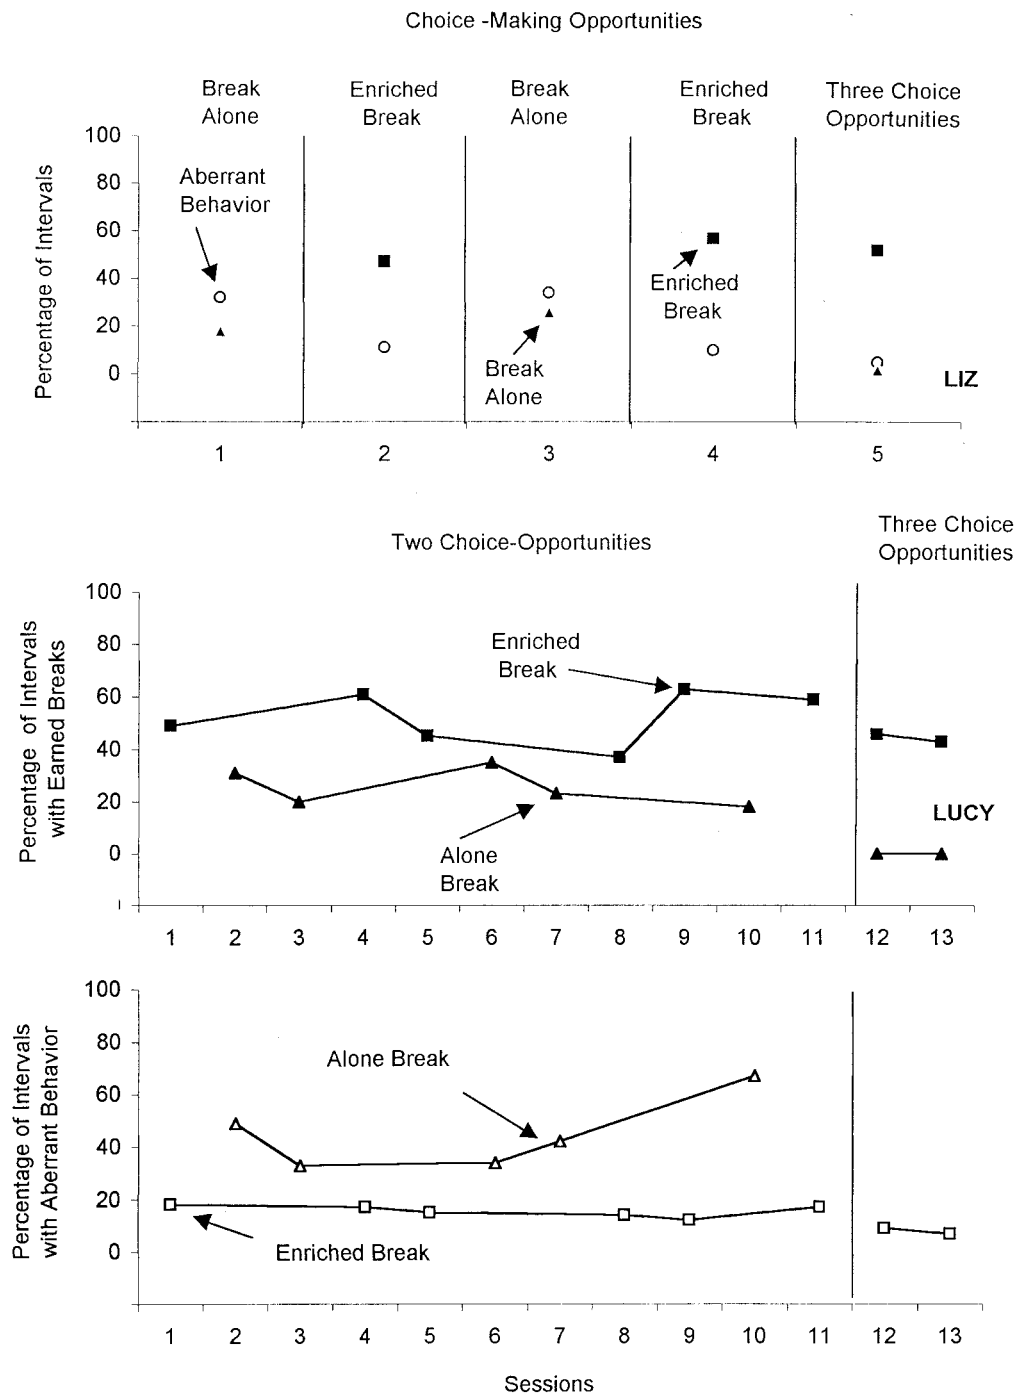 Choice -Making Opportunities
Break
Alone
Enriched
Break
Break
Alone
Enriched
Break
Three Choice
Opportunities
Percentage of Intervals
100
80
60
40
20
0
Aberrant
Behavior
Break
Alone
Enriched
Break
LIZ
1 2 3 4 5
Two Choice-Opportunities
Three Choice
Opportunities
Percentage of Intervals
with Earned Breaks
100
80
60
40
20
0
Enriched
Break
Alone
Break
LUCY
1 2 3 4 5 6 7 8 9 10 11 12 13
Percentage of Intervals
with Aberrant Behavior
100
80
60
40
20
0
Alone Break
Enriched Break
1 2 3 4 5 6 7 8 9 10 11 12 13
Sessions